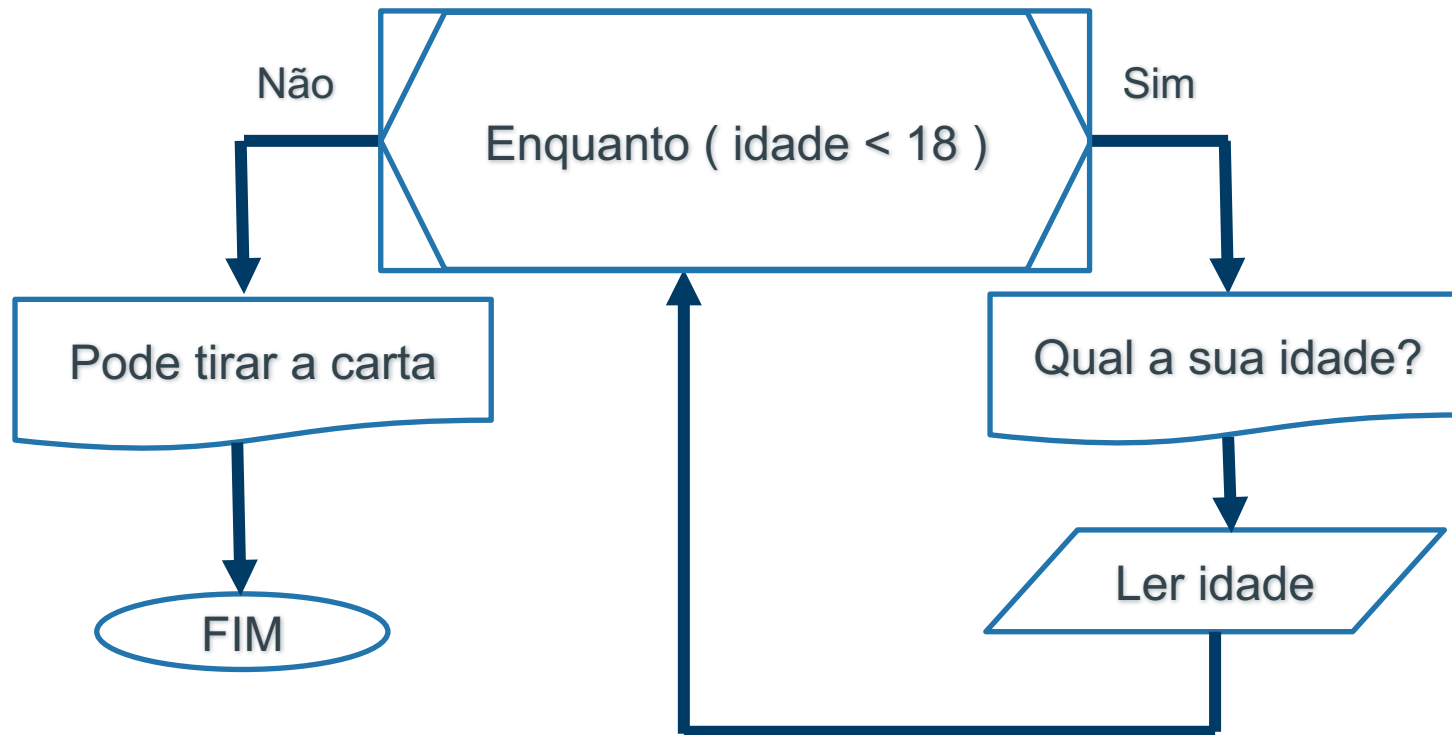 Não
Sim
Enquanto ( idade < 18 )
Pode tirar a carta
Qual a sua idade?
Ler idade
FIM